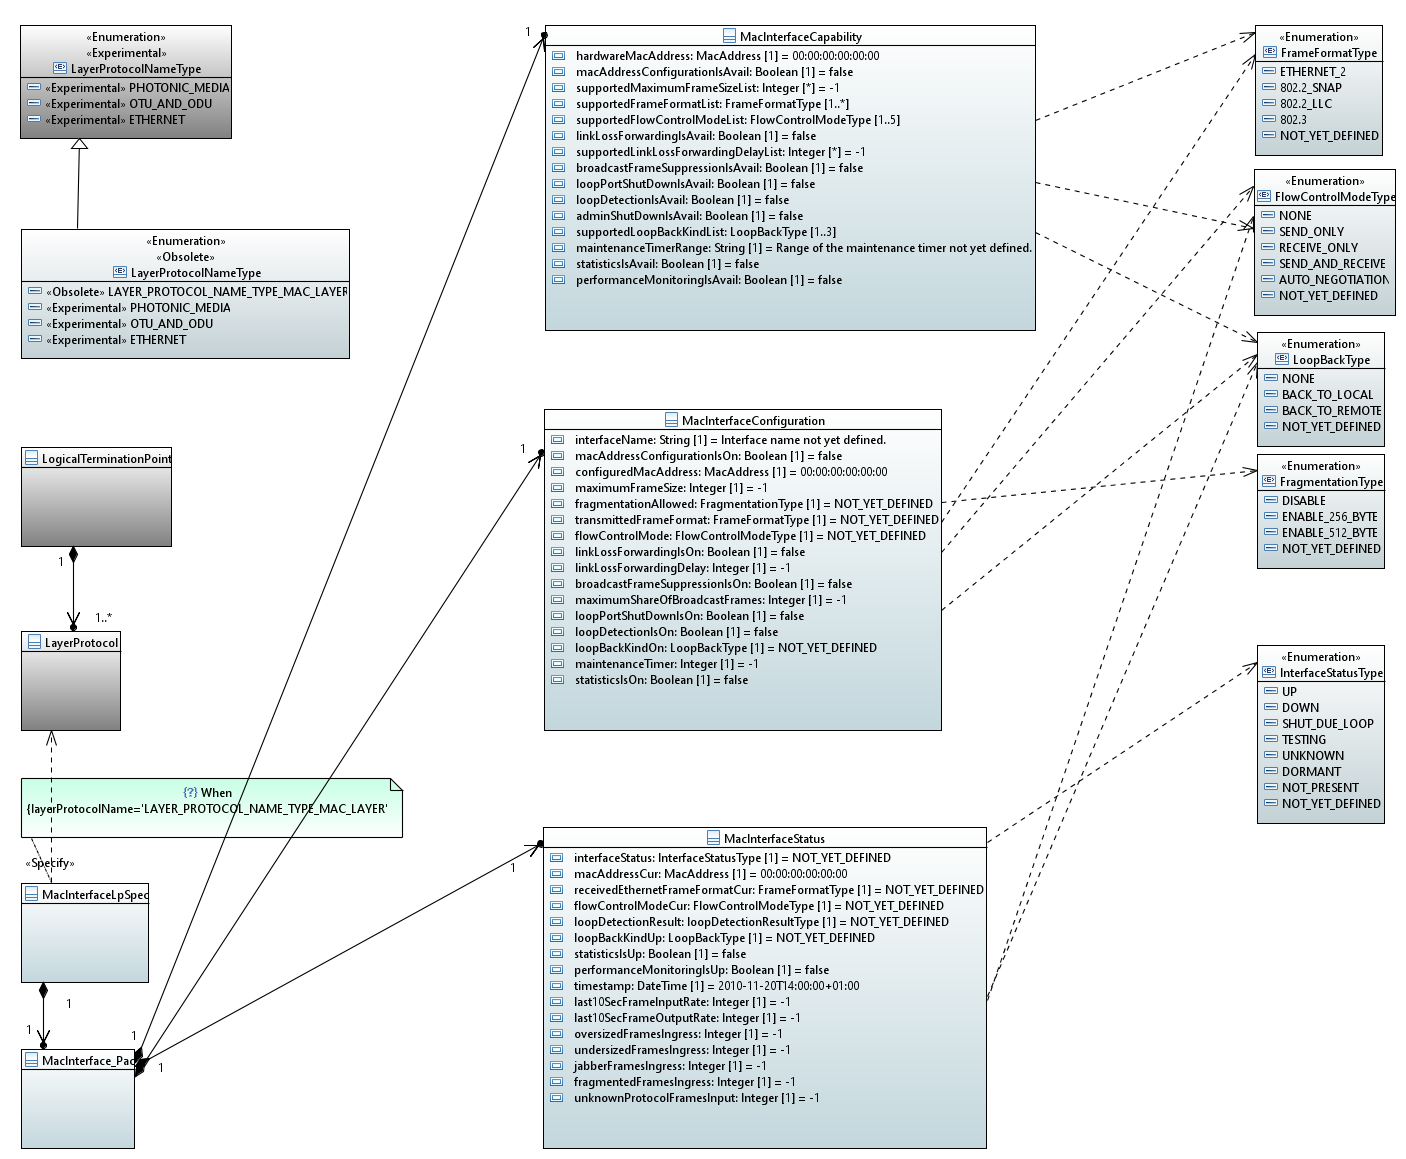 «Enumeration»
«Experimental»
LayerProtocolNameType
«Experimental» PHOTONIC_MEDIA
«Experimental» OTU_AND_ODU
«Experimental» ETHERNET
«Enumeration»
«Obsolete»
LayerProtocolNameType
«Obsolete» LAYER_PROTOCOL_NAME_TYPE_MAC_LAYER
«Experimental» PHOTONIC_MEDIA
«Experimental» OTU_AND_ODU
«Experimental» ETHERNET
LogicalTerminationPoint
1
1..*
LayerProtocol
{?} When
{layerProtocolName='LAYER_PROTOCOL_NAME_TYPE_MAC_LAYER'
«Specify»
MacInterfaceLpSpec
1
1
MacInterface_Pac
1
1
1
MacInterfaceCapability
hardwareMacAddress: MacAddress [1] = 00:00:00:00:00:00
macAddressConfigurationIsAvail: Boolean [1] = false
supportedMaximumFrameSizeList: Integer [*] = -1
supportedFrameFormatList: FrameFormatType [1..*]
supportedFlowControlModeList: FlowControlModeType [1..5]
linkLossForwardingIsAvail: Boolean [1] = false
supportedLinkLossForwardingDelayList: Integer [*] = -1
broadcastFrameSuppressionIsAvail: Boolean [1] = false
loopPortShutDownIsAvail: Boolean [1] = false
loopDetectionIsAvail: Boolean [1] = false
adminShutDownIsAvail: Boolean [1] = false
supportedLoopBackKindList: LoopBackType [1..3]
maintenanceTimerRange: String [1] = Range of the maintenance timer not yet defined.
statisticsIsAvail: Boolean [1] = false
performanceMonitoringIsAvail: Boolean [1] = false
1
MacInterfaceConfiguration
interfaceName: String [1] = Interface name not yet defined.
macAddressConfigurationIsOn: Boolean [1] = false
configuredMacAddress: MacAddress [1] = 00:00:00:00:00:00
maximumFrameSize: Integer [1] = -1
fragmentationAllowed: FragmentationType [1] = NOT_YET_DEFINED
transmittedFrameFormat: FrameFormatType [1] = NOT_YET_DEFINED
flowControlMode: FlowControlModeType [1] = NOT_YET_DEFINED
linkLossForwardingIsOn: Boolean [1] = false
linkLossForwardingDelay: Integer [1] = -1
broadcastFrameSuppressionIsOn: Boolean [1] = false
maximumShareOfBroadcastFrames: Integer [1] = -1
loopPortShutDownIsOn: Boolean [1] = false
loopDetectionIsOn: Boolean [1] = false
loopBackKindOn: LoopBackType [1] = NOT_YET_DEFINED
maintenanceTimer: Integer [1] = -1
statisticsIsOn: Boolean [1] = false
1
MacInterfaceStatus
interfaceStatus: InterfaceStatusType [1] = NOT_YET_DEFINED
macAddressCur: MacAddress [1] = 00:00:00:00:00:00
receivedEthernetFrameFormatCur: FrameFormatType [1] = NOT_YET_DEFINED
flowControlModeCur: FlowControlModeType [1] = NOT_YET_DEFINED
loopDetectionResult: loopDetectionResultType [1] = NOT_YET_DEFINED
loopBackKindUp: LoopBackType [1] = NOT_YET_DEFINED
statisticsIsUp: Boolean [1] = false
performanceMonitoringIsUp: Boolean [1] = false
timestamp: DateTime [1] = 2010-11-20T14:00:00+01:00
last10SecFrameInputRate: Integer [1] = -1
last10SecFrameOutputRate: Integer [1] = -1
oversizedFramesIngress: Integer [1] = -1
undersizedFramesIngress: Integer [1] = -1
jabberFramesIngress: Integer [1] = -1
fragmentedFramesIngress: Integer [1] = -1
unknownProtocolFramesInput: Integer [1] = -1
«Enumeration»
FrameFormatType
ETHERNET_2
802.2_SNAP
802.2_LLC
802.3
NOT_YET_DEFINED
«Enumeration»
FlowControlModeType
NONE
SEND_ONLY
RECEIVE_ONLY
SEND_AND_RECEIVE
AUTO_NEGOTIATION
NOT_YET_DEFINED
«Enumeration»
LoopBackType
NONE
BACK_TO_LOCAL
BACK_TO_REMOTE
NOT_YET_DEFINED
«Enumeration»
FragmentationType
DISABLE
ENABLE_256_BYTE
ENABLE_512_BYTE
NOT_YET_DEFINED
«Enumeration»
InterfaceStatusType
UP
DOWN
SHUT_DUE_LOOP
TESTING
UNKNOWN
DORMANT
NOT_PRESENT
NOT_YET_DEFINED